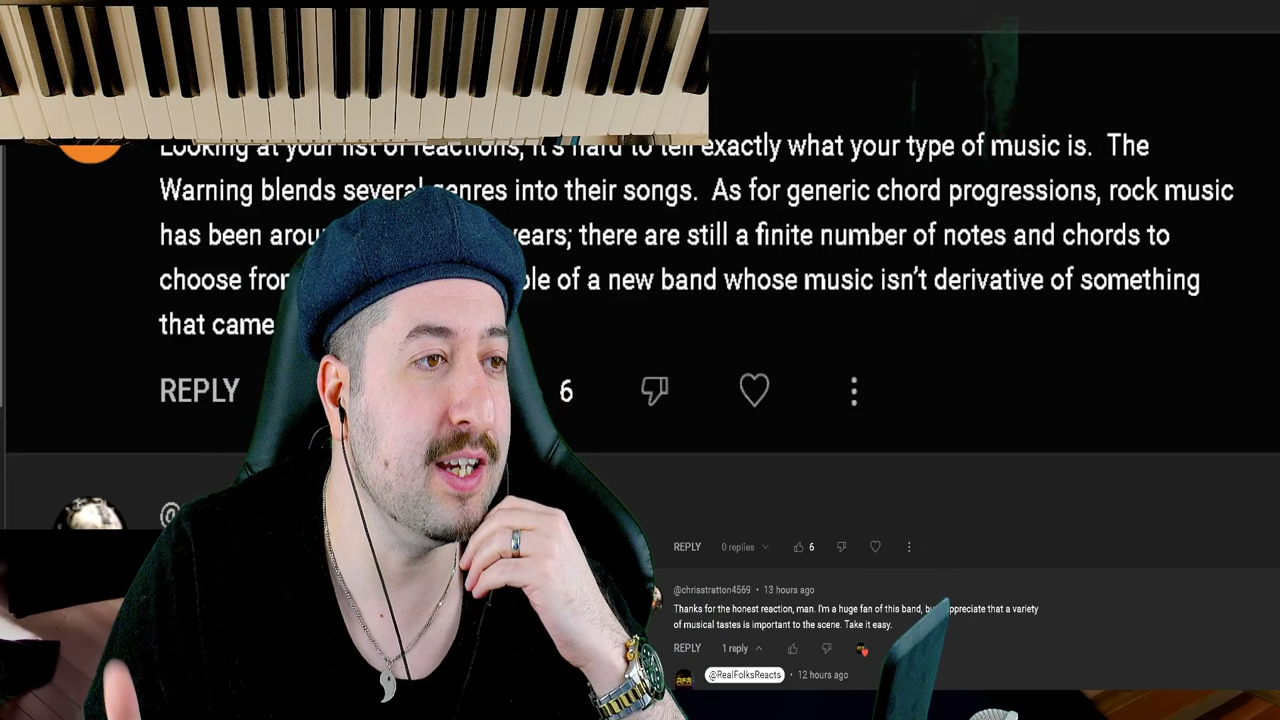 Looking at your list of reactions, it's hard to tell exactly what your type of music is. The
Warning blends several genres into their songs. As for generic chord progressions, rock music
has been years; there are still a finite number of notes and chords to
choose of a new band whose music isn't derivative of something
that came
REPLY 6
@
REPLY 0 replies 6
@chrisstratton4569 • 13 hours ago
Thanks for the honest reaction, man. I'm a huge fan of this band, appreciate that a variety
of musical tastes is important to the scene. Take it easy.
REPLY 1 reply
RFR @RealFolksReacts • 12 hours ago